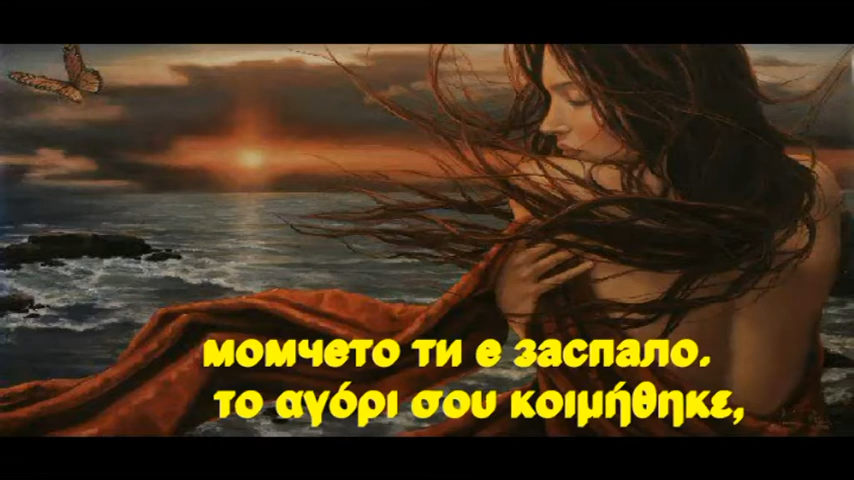 момчето ти е заспало.
το αγόρι σου κοιμήθηκε,